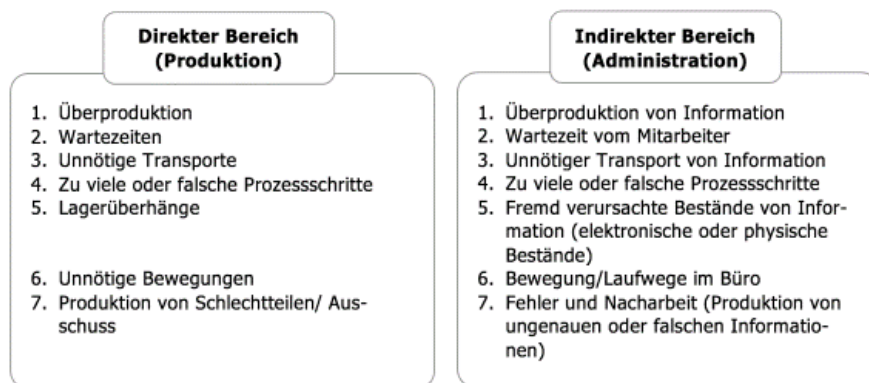 Direkter Bereich
(Produktion)
1. Überproduktion
2. Wartezeiten
3. Unnötige Transporte
4. Zu viele oder falsche Prozessschritte
5. Lagerüberhänge
6. Unnötige Bewegungen
7. Produktion von Schlechtteilen/ Aus-
schuss
Indirekter Bereich
(Administration)
1. Überproduktion von Information
2. Wartezeit vom Mitarbeiter
3. Unnötiger Transport von Information
4. Zu viele oder falsche Prozessschritte
5. Fremd verursachte Bestände von Infor-
mation (elektronische oder physische
Bestände)
6. Bewegung/Laufwege im Büro
7. Fehler und Nacharbeit (Produktion von
ungenauen oder falschen Informatio-
nen)